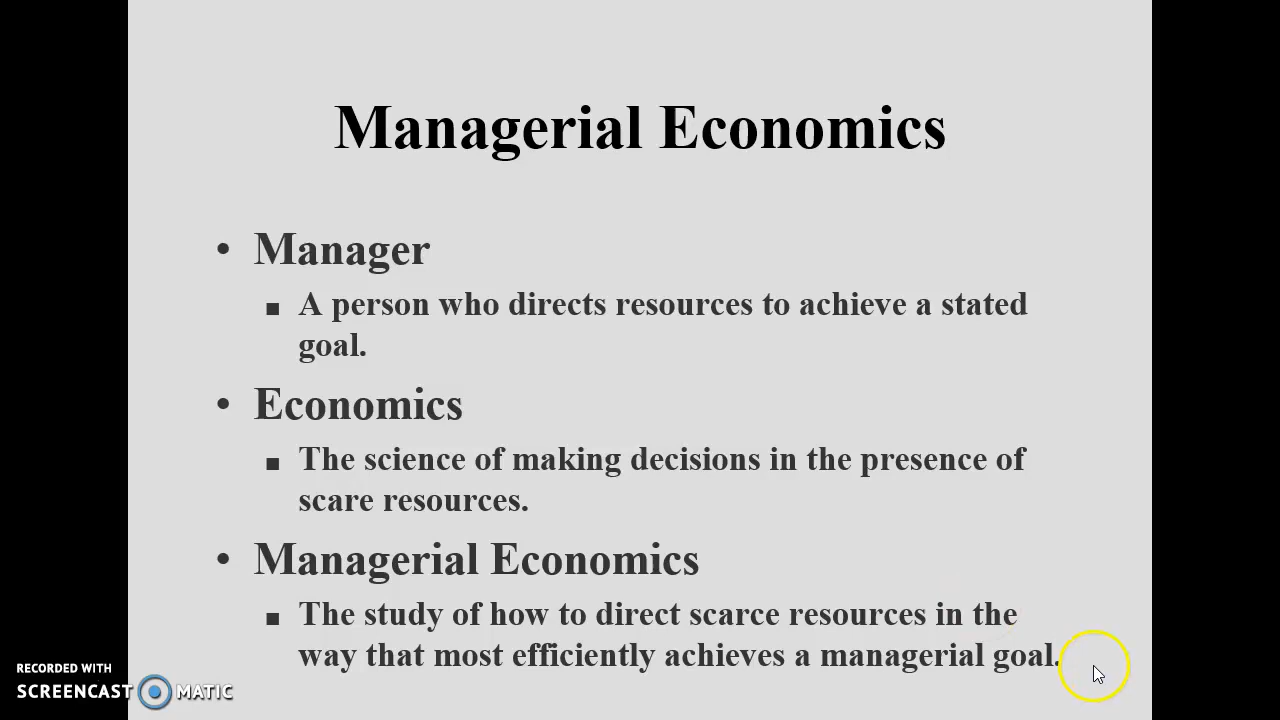 Managerial Economics
• Manager
▪ A person who directs resources to achieve a stated
goal.
• Economics
▪ The science of making decisions in the presence of
scare resources.
• Managerial Economics
▪ The study of how to direct scarce resources in the
way that most efficiently achieves a managerial goal.
RECORDED WITH
SCREENCAST MATIC